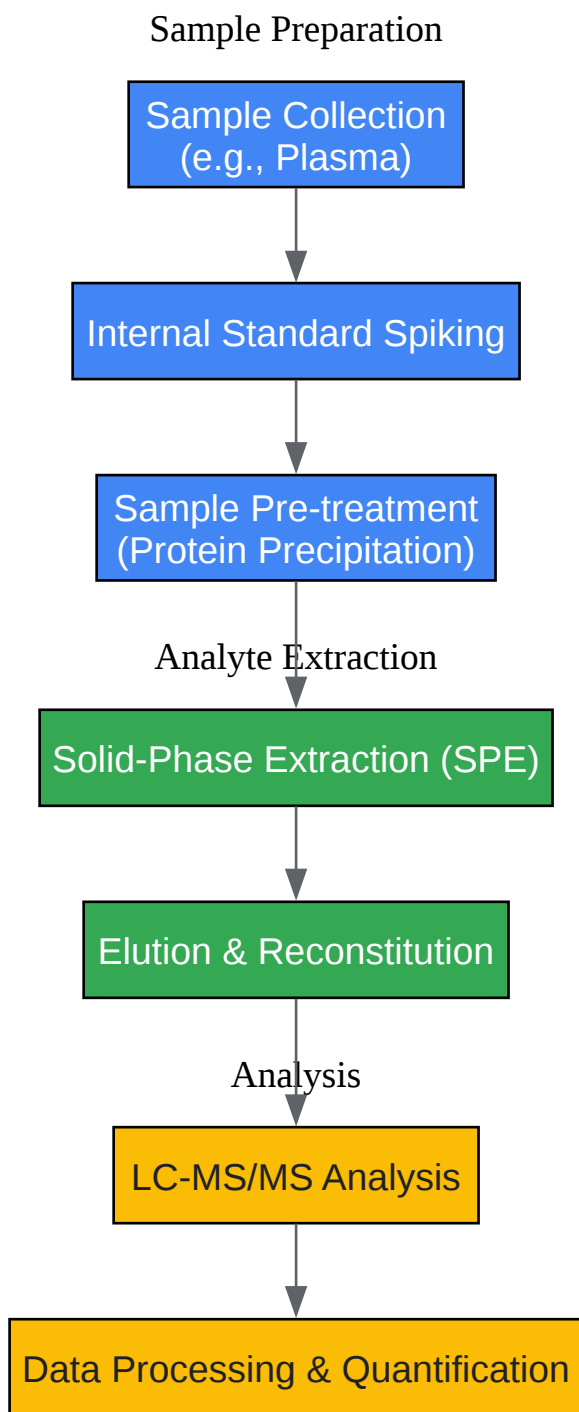 Sample Preparation
Sample Collection
(e.g., Plasma)
Internal Standard Spiking
Sample Pre-treatment
(Protein Precipitation)
Analyte Extraction
Solid-Phase Extraction (SPE)
Elution & Reconstitution
Analysis
LC-MS/MS Analysis
Data Processing & Quantification